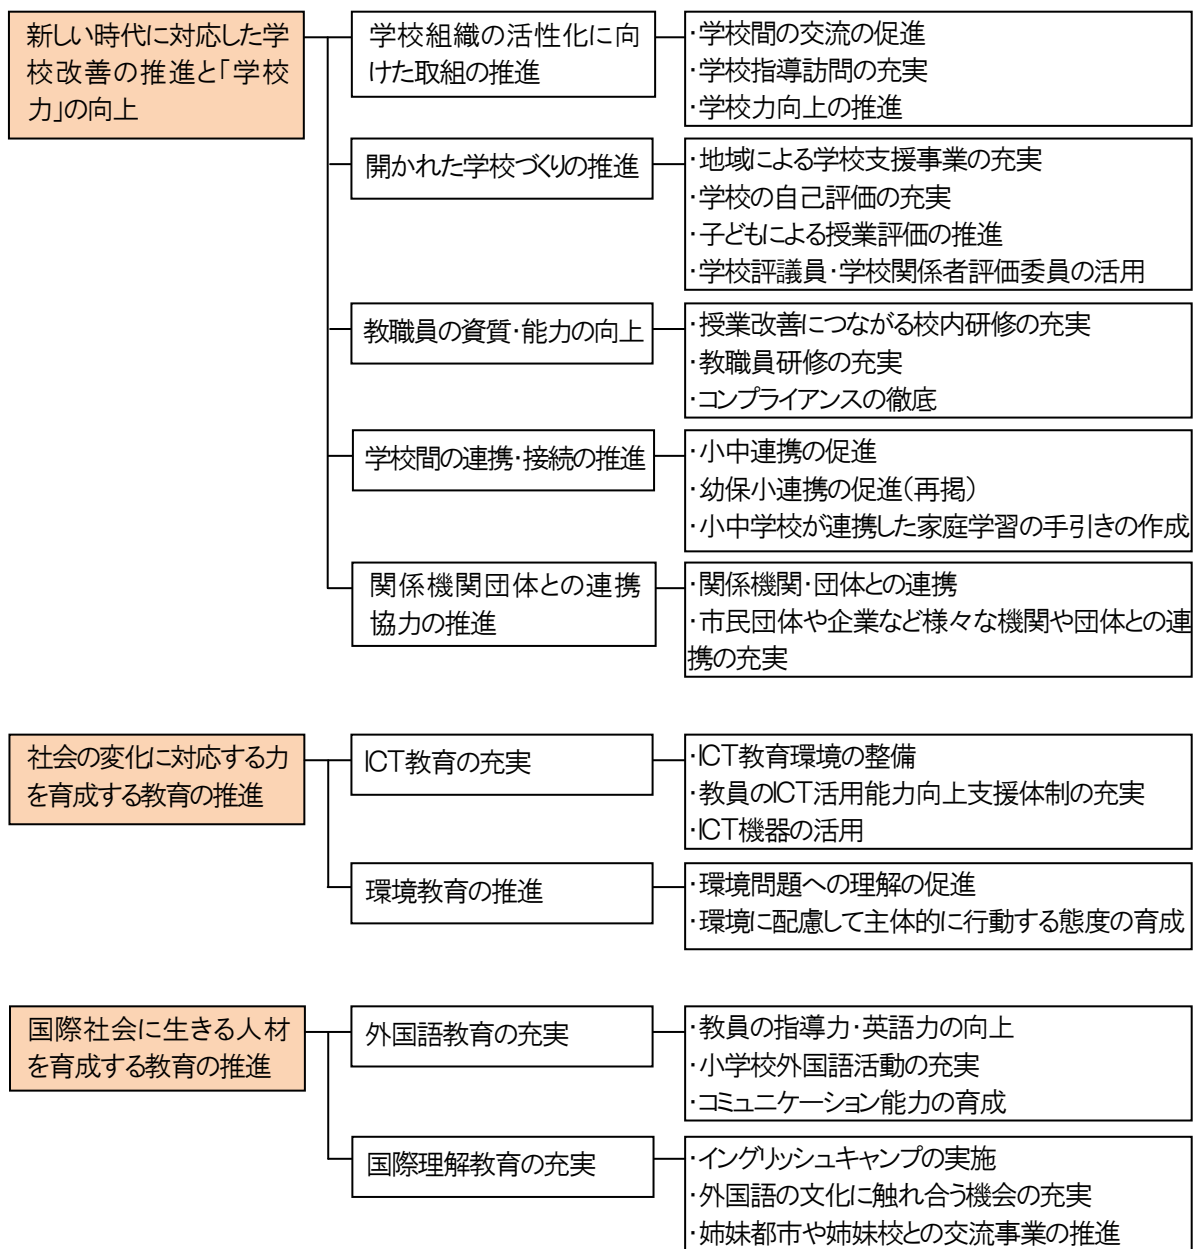 新しい時代に対応した学
校改善の推進と「学校
力」の向上
学校組織の活性化に向
けた取組の推進
・学校間の交流の促進
・学校指導訪問の充実
・学校力向上の推進
開かれた学校づくりの推進
・地域による学校支援事業の充実
・学校の自己評価の充実
・子どもによる授業評価の推進
・学校評議員・学校関係者評価委員の活用
教職員の資質・能力の向上
・授業改善につながる校内研修の充実
・教職員研修の充実
・コンプライアンスの徹底
学校間の連携・接続の推進
・小中連携の促進
・幼保小連携の促進(再掲)
・小中学校が連携した家庭学習の手引きの作成
関係機関団体との連携
協力の推進
・関係機関・団体との連携
・市民団体や企業など様々な機関や団体との連
携の充実
社会の変化に対応する力
を育成する教育の推進
ICT教育の充実
・ICT教育環境の整備
・教員のICT活用能力向上支援体制の充実
・ICT機器の活用
環境教育の推進
・環境問題への理解の促進
・環境に配慮して主体的に行動する態度の育成
国際社会に生きる人材
を育成する教育の推進
外国語教育の充実
・教員の指導力・英語力の向上
・小学校外国語活動の充実
・コミュニケーション能力の育成
国際理解教育の充実
・イングリッシュキャンプの実施
・外国語の文化に触れ合う機会の充実
・姉妹都市や姉妹校との交流事業の推進